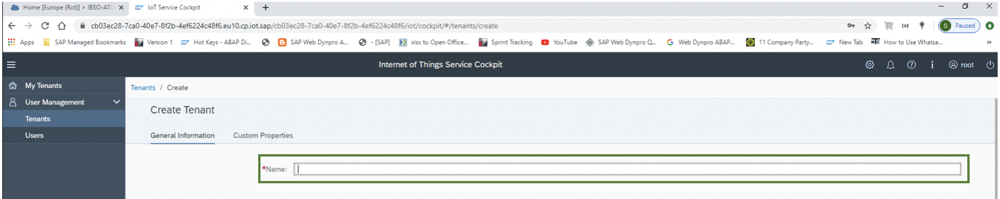 Home [Europe (Rot)] > IBSO-ATC
IoT Service Cockpit
cb03ec28-7ca0-40e7-8f2b-4ef6224c48f6.eu10.cp.iot.sap/cb03ec28-7ca0-40e7-8f2b-4ef6224c48f6/iot/cockpit/#/tenants/create
S Paused
Apps SAP Managed Bookmarks Version 1 Hot Keys - ABAP Di... SAP Web Dynpro A... - [SAP] xlsx to Open Office... Sprint Tracking YouTube SAP Web Dynpro Q... Web Dynpro ABAP... 11 Company Party... New Tab How to Use Whatsa... »
Internet of Things Service Cockpit
root
My Tenants
User Management
Tenants
Users
Tenants / Create
Create Tenant
General Information Custom Properties
*Name: